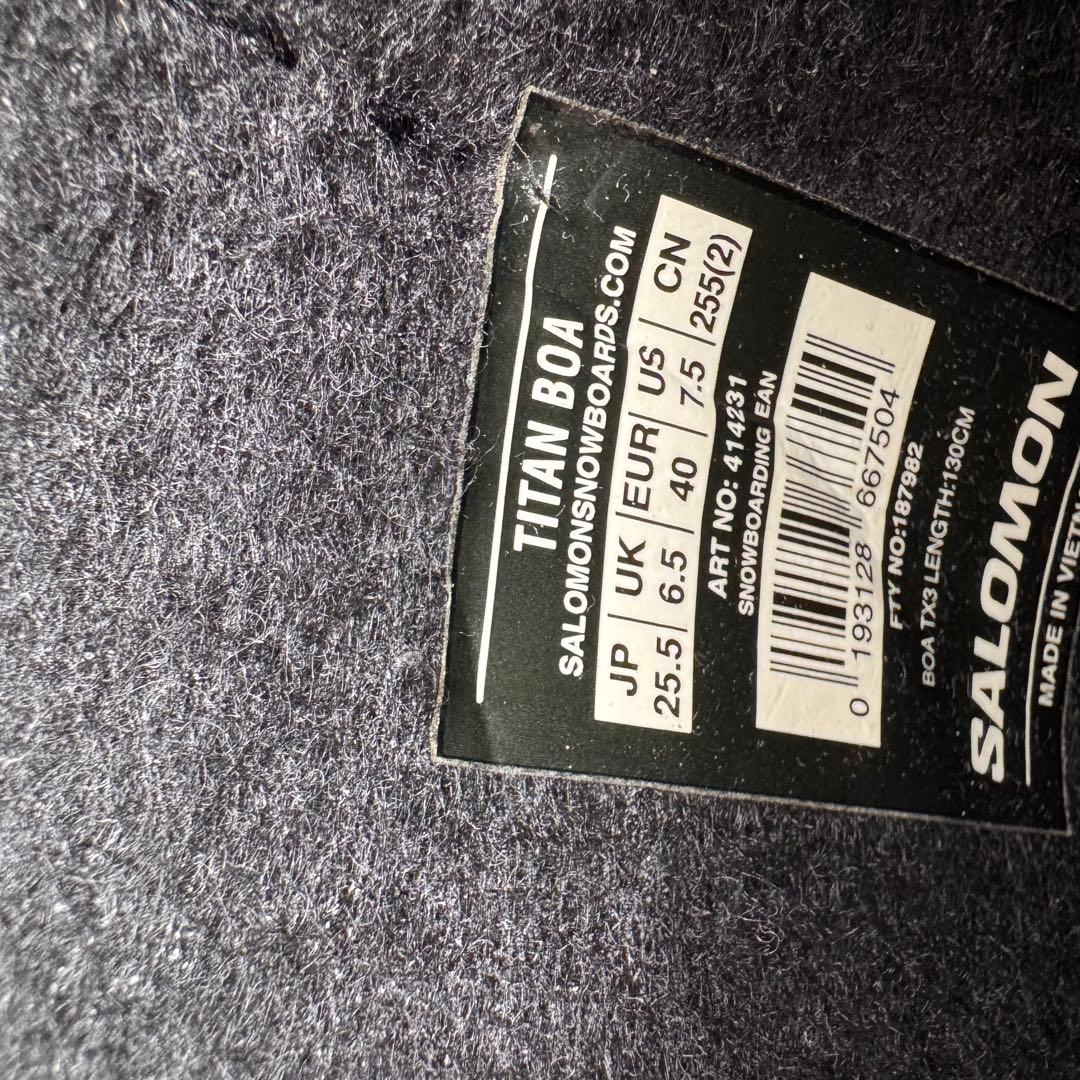 TITAN BOA
SALOMONSNOWBOARDS.COM
JP | UK | EUR | US | CN
25.5 | 6.5 | 40 | 7.5 | 255(2)
ART NO: 414231
SNOWBOARDING EAN
0 193128 667504
FTY NO:187982
BOA TX3 LENGTH:130CM
SALOMON
MADE IN